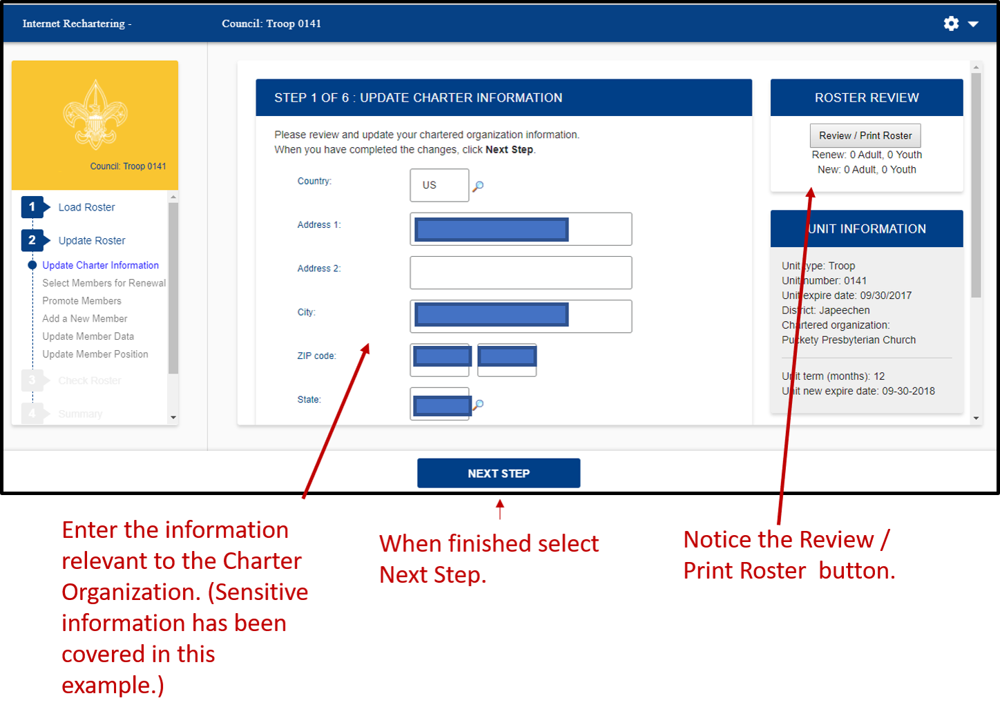 Internet Rechartering -
Council: Troop 0141
Council: Troop 0141
1 Load Roster
2 Update Roster
Update Charter Information
Select Members for Renewal
Promote Members
Add a New Member
Update Member Data
Update Member Position
3 Check Roster
4 Summary
STEP 1 OF 6 : UPDATE CHARTER INFORMATION
Please review and update your chartered organization information.
When you have completed the changes, click Next Step.
Country:
US
Address 1:
Address 2:
City:
ZIP code:
State:
ROSTER REVIEW
Review / Print Roster
Renew: 0 Adult, 0 Youth
New: 0 Adult, 0 Youth
UNIT INFORMATION
Unit type: Troop
Unit number: 0141
Unit expire date: 09/30/2017
District: Japeechen
Chartered organization:
Puckety Presbyterian Church
Unit term (months): 12
Unit new expire date: 09-30-2018
NEXT STEP
Enter the information
relevant to the Charter
Organization. (Sensitive
information has been
covered in this
example.)
When finished select
Next Step.
Notice the Review /
Print Roster button.